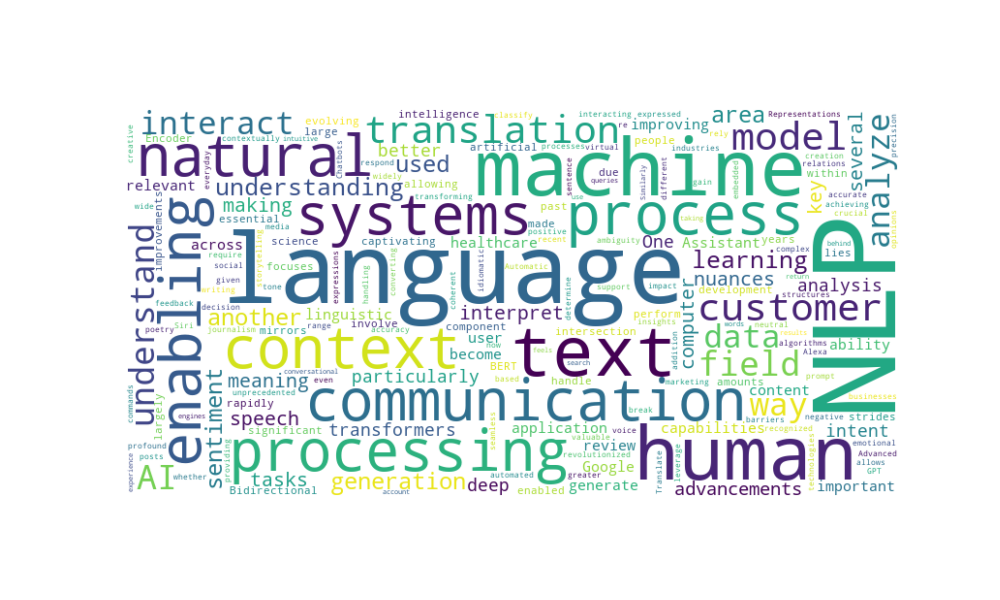 intelligence
classify
interacting
expressed
Representations
interact
evolving
large
translation
artificial
re
improving
people
area
model
several
analyze
precision
creative
Encoder
contextually
intuitive
everyday
Chatbots
natural
better
respond
used
widely
allowing
machine
processes
virtual
sentence
queries
due
Similarly
different
industries
rely
gain
embedded
creation
relations
within
accurate
achieving
crucial
opinions
relevant
wide
improvements
understanding
transforming
making
essential
media
systems
past
made
positive
recent
process
use
key
taking
enabling
understand
across
science
captivating
healthcare
ambiguity
One
Assistant
years
complex
behind
lies
NLP
require
social
storytelling
focuses
expressions
handling
converting
language
coherent
idiomatic
Automatic
determine
support
impact
learning
nuances
return
structures
analysis
given
writing
tone
feedback
decision
another
linguistic
interpret
perform
insights
computer
development
customer
poetry
Siri
journalism
mirrors
range
involve
accuracy
user
now
component
intersection
addition
words
neutral
data
algorithms
Alexa
results
ability
context
feels
search
become
BERT
text
field
conversational
meaning
even
particularly
based
handle
marketing
amounts
prompt
content
businesses
commands
largely
sentiment
rapidly
unprecedented
engines
speech
communication
break
barriers
way
negative
strides
recognized
significant
transformers
seamless
application
voice
valuable
review
capabilities
intent
emotional
profound
posts
providing
processing
revolutionized
Google
Translate
leverage
human
technologies
Advanced
allows
GPT
experience
whether
AI
tasks
Bidirectional
generation
account
automated
greater
deep
enabled
generate
advancements
important